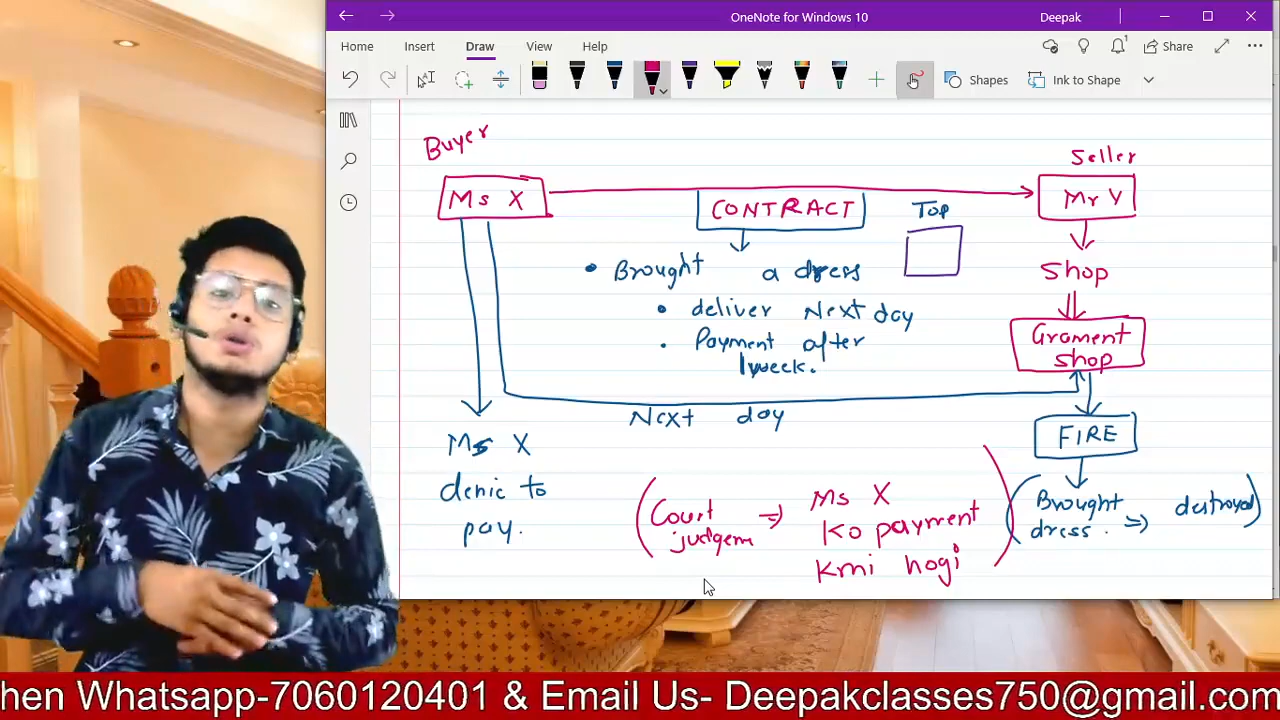 OneNote for Windows 10
Deepak
Home Insert Draw View Help
Share
Shapes
Ink to Shape
Buyer
Seller
Ms X
CONTRACT
Top
Mr Y
Brought a dress
Shop
deliver Next day
Payment after
1 week.
Grament
shop
Next day
FIRE
Ms X
denie to
pay.
Court
judgem
Ms X
Ko payment
krni hogi
Brought
dress.
destroyed
hen Whatsapp-7060120401 & Email Us- Deepakclasses750@gmail.com